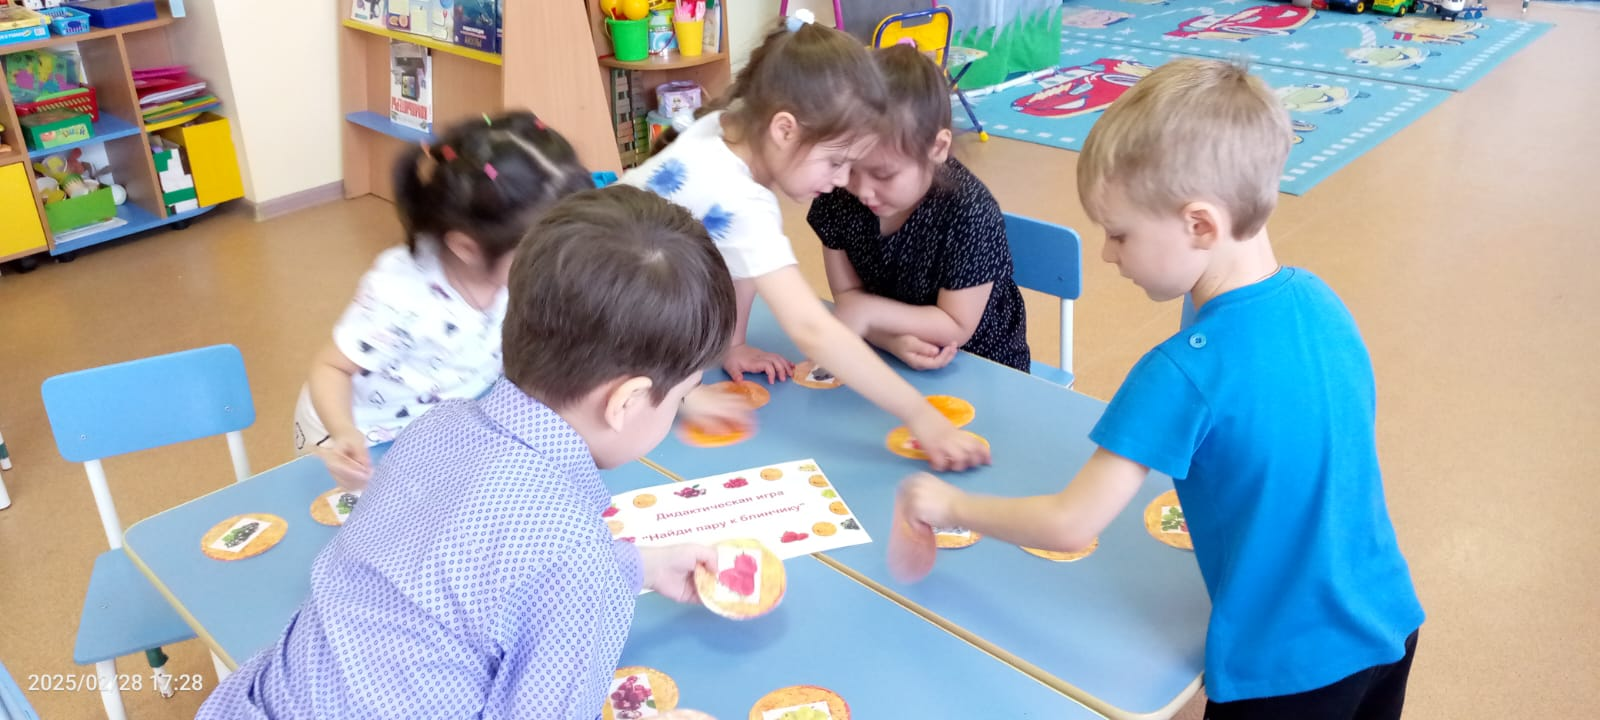 Дидактическая игра
"Найди пару к блинчику"
2025/02/28 17:28